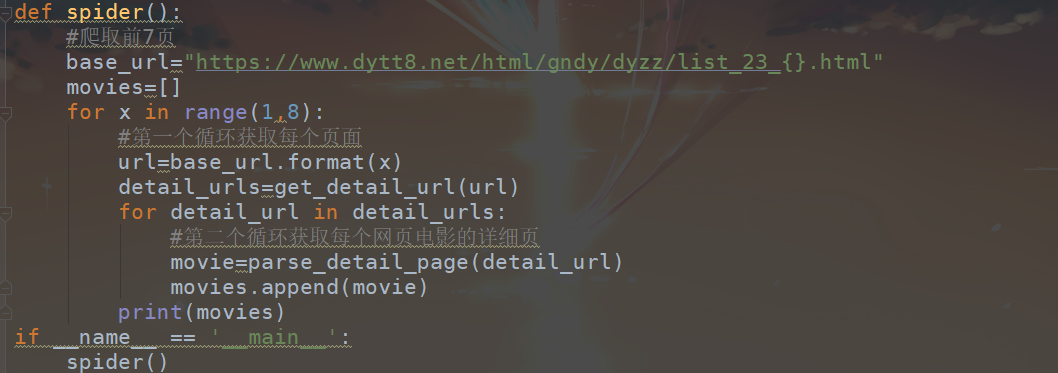 def spider():
    #爬取前7页
    base_url="https://www.dytt8.net/html/gndy/dyzz/list_23_{}.html"
    movies=[]
    for x in range(1,8):
        #第一个循环获取每个页面
        url=base_url.format(x)
        detail_urls=get_detail_url(url)
        for detail_url in detail_urls:
            #第二个循环获取每个网页电影的详细页
            movie=parse_detail_page(detail_url)
            movies.append(movie)
        print(movies)
if __name__ == '__main__':
    spider()